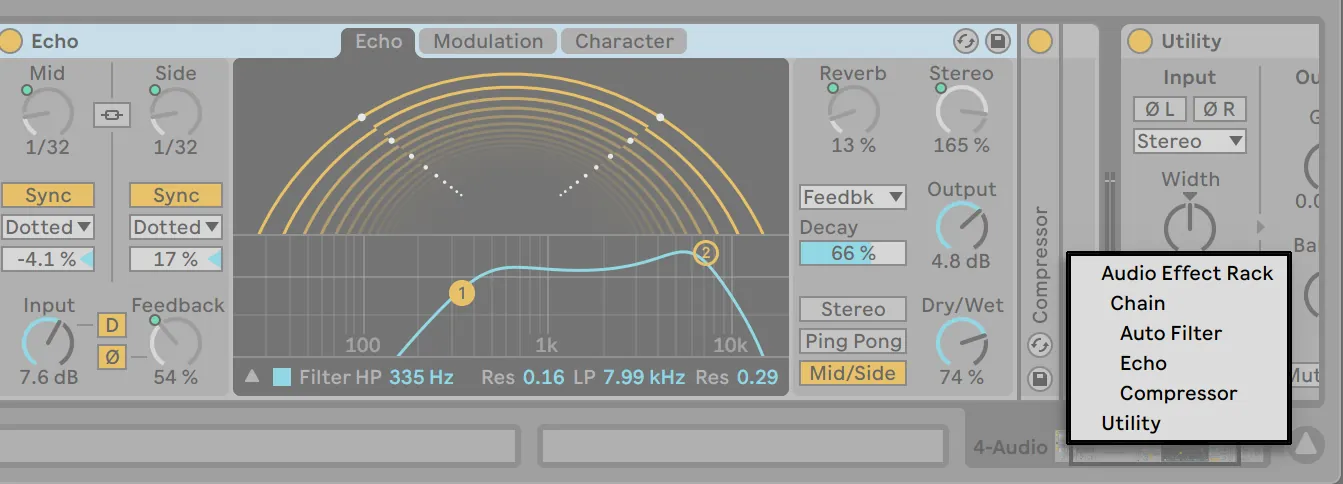 Echo
Echo
Modulation
Character
Utility
Mid
Side
1/32
1/32
Sync
Sync
Dotted
Dotted
-4.1 %
17 %
Input
D
Feedback
Ø
7.6 dB
54 %
1
2
100
1k
10k
Filter HP 335 Hz Res 0.16 LP 7.99 kHz Res 0.29
Reverb
Stereo
13 %
165 %
Feedbk
Output
Decay
66 %
4.8 dB
Stereo
Dry/Wet
Ping Pong
Mid/Side
74 %
Compressor
Input
Ø L
Ø R
Stereo
Width
Audio Effect Rack
Chain
Auto Filter
Echo
Compressor
Utility
4-Audio